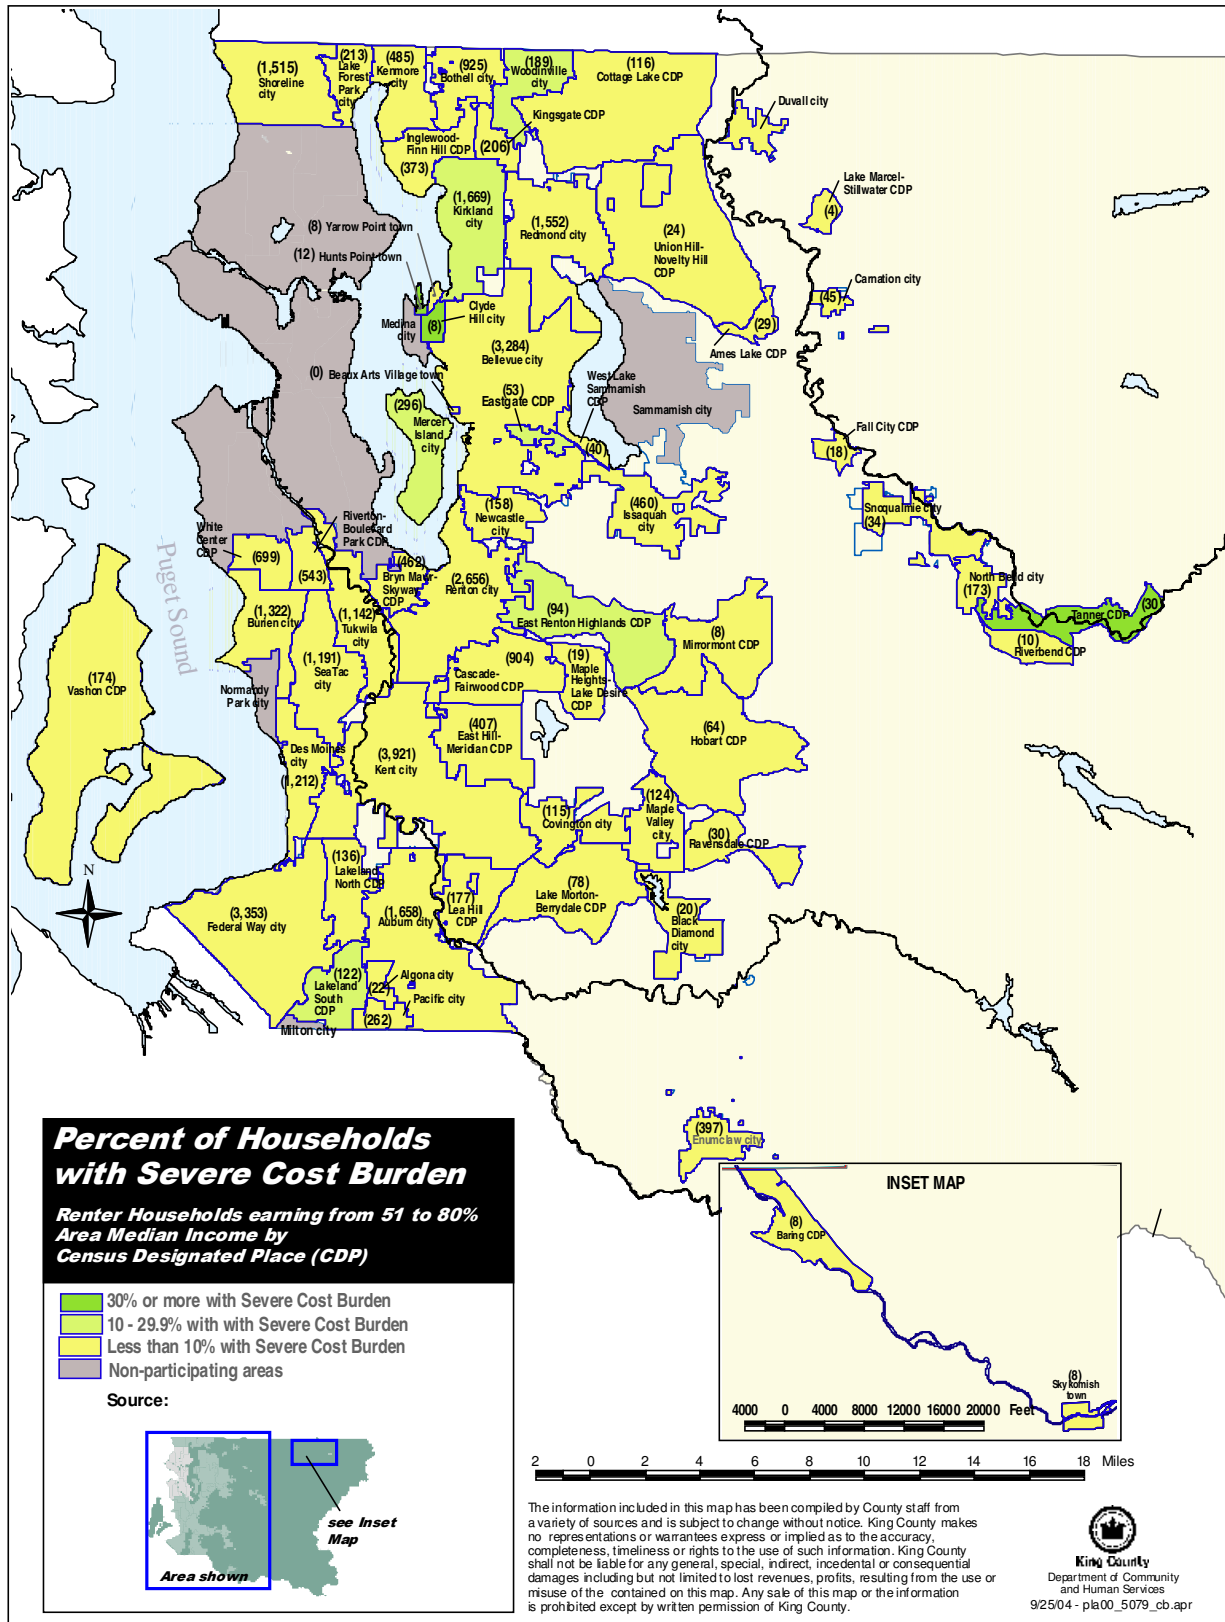 (1,515)
Shoreline
city
(213)
Lake
Forest
Park
city
(485)
Kenmore
city
(925)
Bothell city
(189)
Woodinville
city
(116)
Cottage Lake CDP
Duvall city
Kingsgate CDP
(206)
Inglewood-
Finn Hill CDP
(373)
Lake Marcel-
Stillwater CDP
(4)
(1,669)
Kirkland
city
(1,552)
Redmond city
(24)
Union Hill-
Novelty Hill
CDP
(8) Yarrow Point town
(12) Hunts Point town
Carnation city
(45)
Medina
city
(8)
Clyde
Hill city
(29)
Ames Lake CDP
(3,284)
Bellevue city
(0) Beaux Arts Village town
(53)
Eastgate CDP
West Lake
Sammamish
CDP
Sammamish city
(296)
Mercer
Island
city
(40)
Fall City CDP
(18)
(158)
Newcastle
city
(460)
Issaquah
city
Snoqualmie city
(34)
White
Center
CDP
(699)
Riverton-
Boulevard
Park CDP
(543)
(462)
Bryn Mawr-
Skyway
CDP
(2,656)
Renton city
North Bend city
(173)
Tanner CDP
(30
(10)
Riverbend CDP
Puget Sound
(1,322)
Burien city
(1,142)
Tukwila
city
(94)
East Renton Highlands CDP
(8)
Mirrormont CDP
(174)
Vashon CDP
(1,191)
SeaTac
city
Normandy
Park city
(904)
Cascade-
Fairwood CDP
(19)
Maple
Heights-
Lake Desire
CDP
(407)
East Hill-
Meridian CDP
(64)
Hobart CDP
Des Moines
city
(1,212)
(3,921)
Kent city
(124)
Maple
Valley
city
(115)
Covington city
(30)
Ravensdale CDP
(136)
Lakeland
North CDP
N
(3,353)
Federal Way city
(1,658)
Auburn city
(177)
Lea Hill
CDP
(78)
Lake Morton-
Berrydale CDP
(20)
Black
Diamond
city
(122)
Lakeland
South
CDP
Algona city
(22)
Pacific city
(262)
Milton city
(397)
Enumclaw city
Percent of Households
with Severe Cost Burden
Renter Households earning from 51 to 80%
Area Median Income by
Census Designated Place (CDP)
30% or more with Severe Cost Burden
10 - 29.9% with with Severe Cost Burden
Less than 10% with Severe Cost Burden
Non-participating areas
Source:
see Inset
Map
Area shown
INSET MAP
(8)
Baring CDP
(8)
Skykomish
town
4000 0 4000 8000 12000 16000 20000 Feet
2 0 2 4 6 8 10 12 14 16 18 Miles
The information included in this map has been compiled by County staff from
a variety of sources and is subject to change without notice. King County makes
no representations or warrantees express or implied as to the accuracy,
completeness, timeliness or rights to the use of such information. King County
shall not be liable for any general, special, indirect, incedental or consequential
damages including but not limited to lost revenues, profits, resulting from the use or
misuse of the contained on this map. Any sale of this map or the information
is prohibited except by written permission of King County.
King County
Department of Community
and Human Services
9/25/04 - pla00_5079_cb.apr